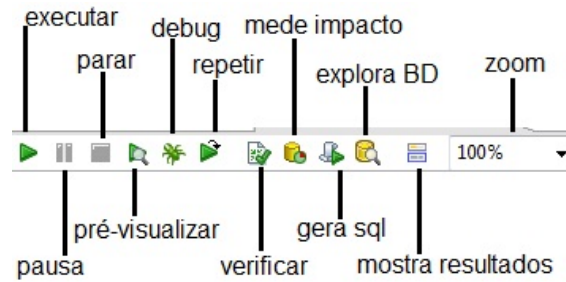 executar
debug
mede impacto
parar
repetir
explora BD
zoom
100%
pré-visualizar
gera sql
pausa
verificar
mostra resultados